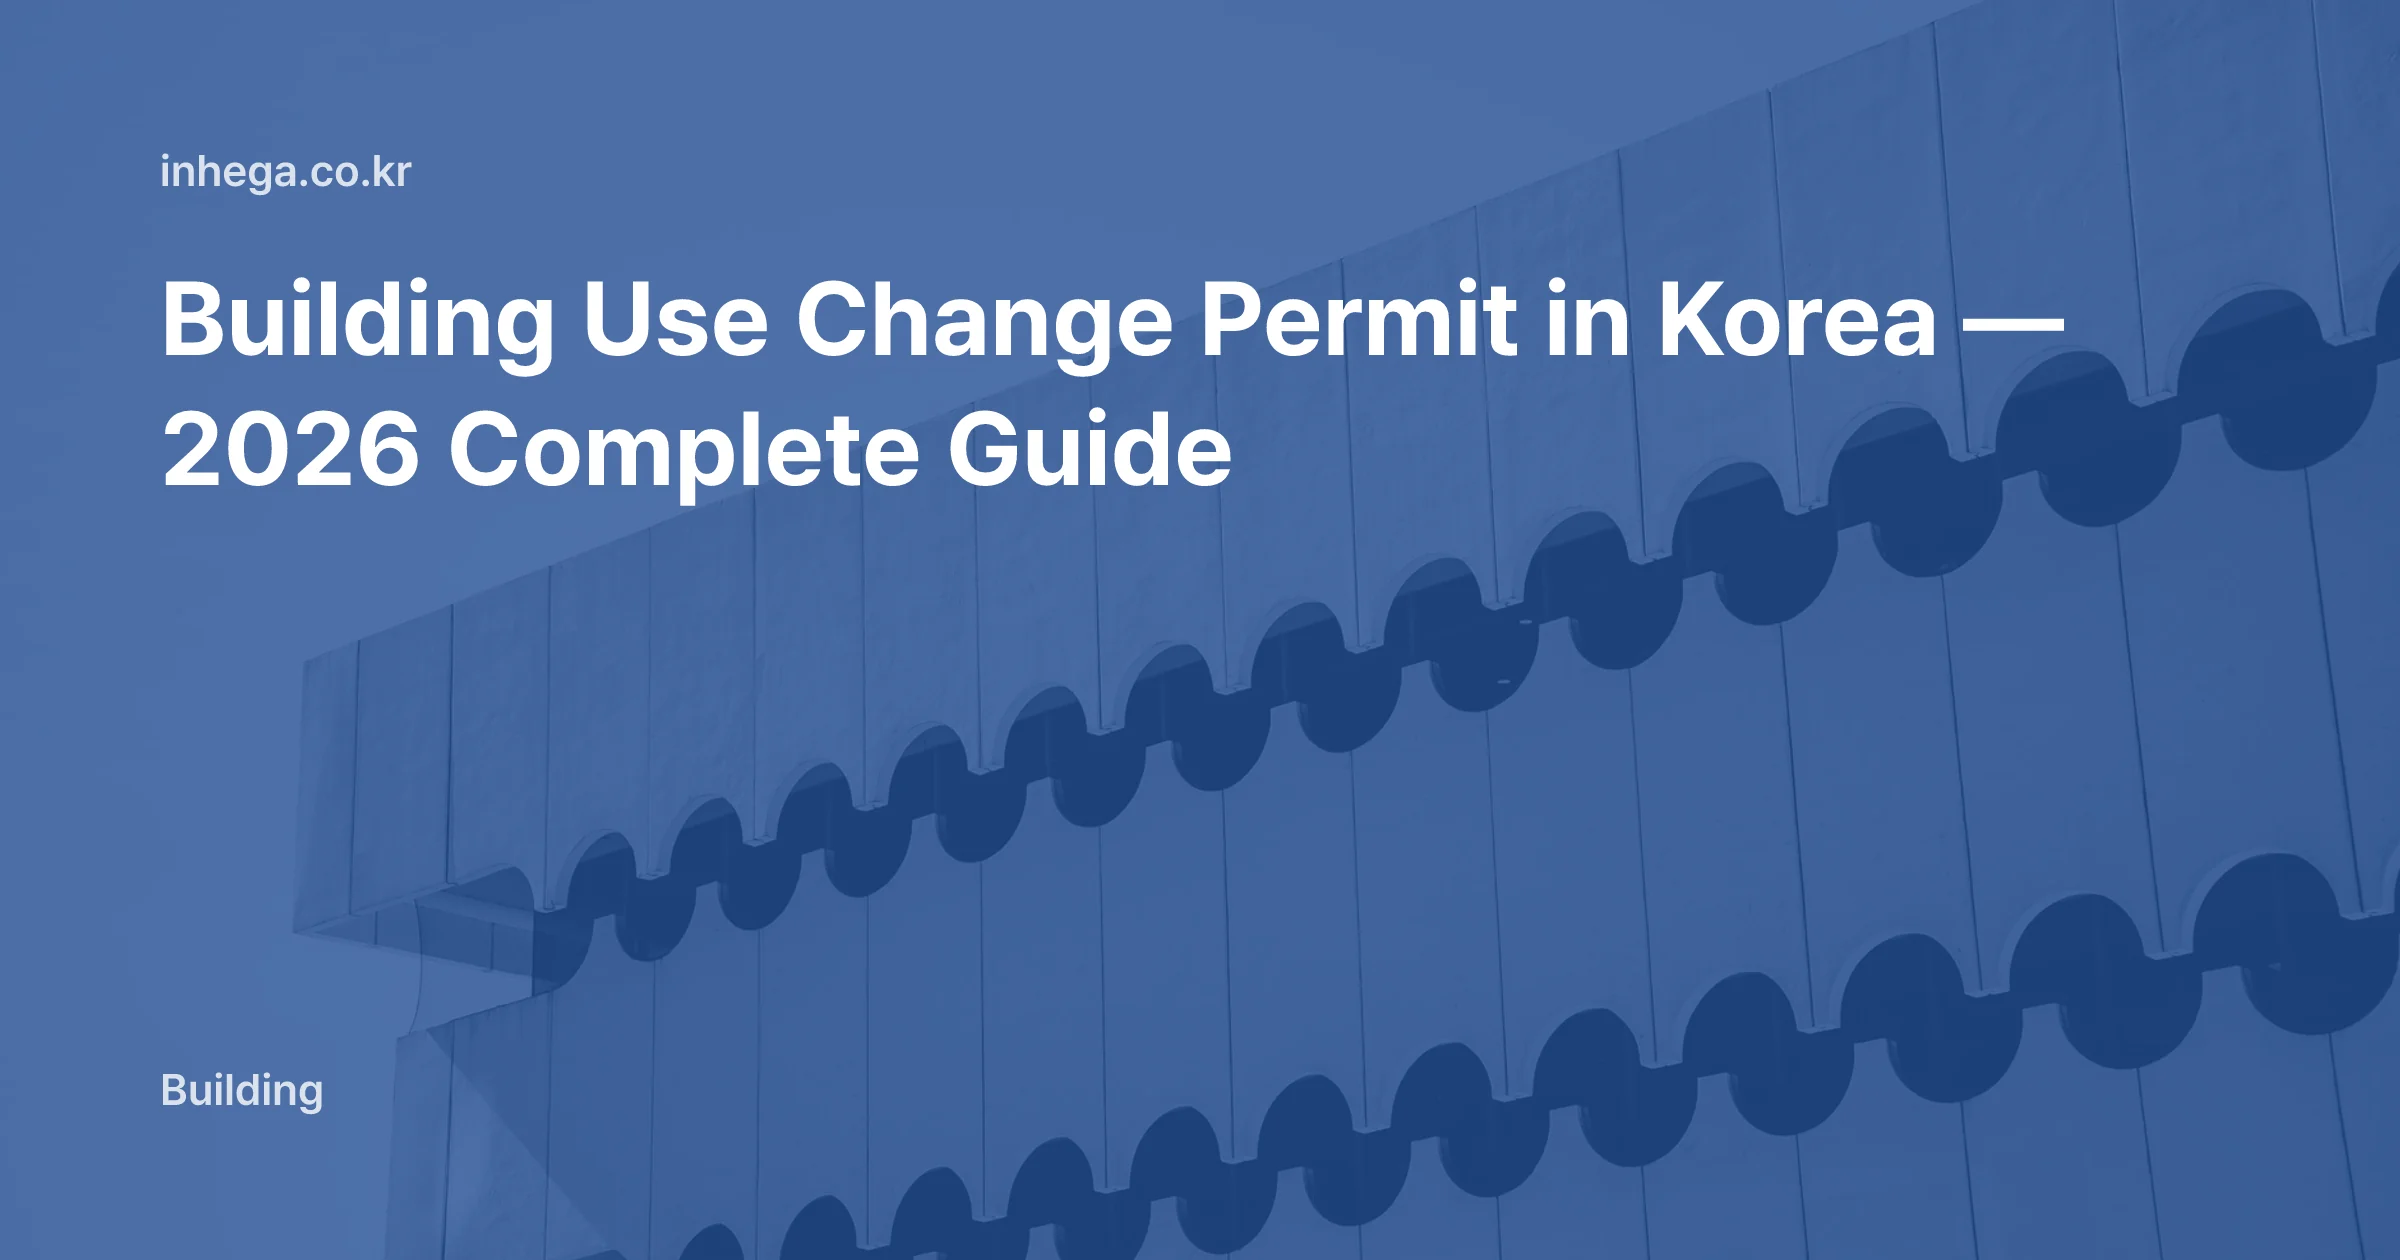 inhega.co.kr
Building Use Change Permit in Korea —
2026 Complete Guide
Building